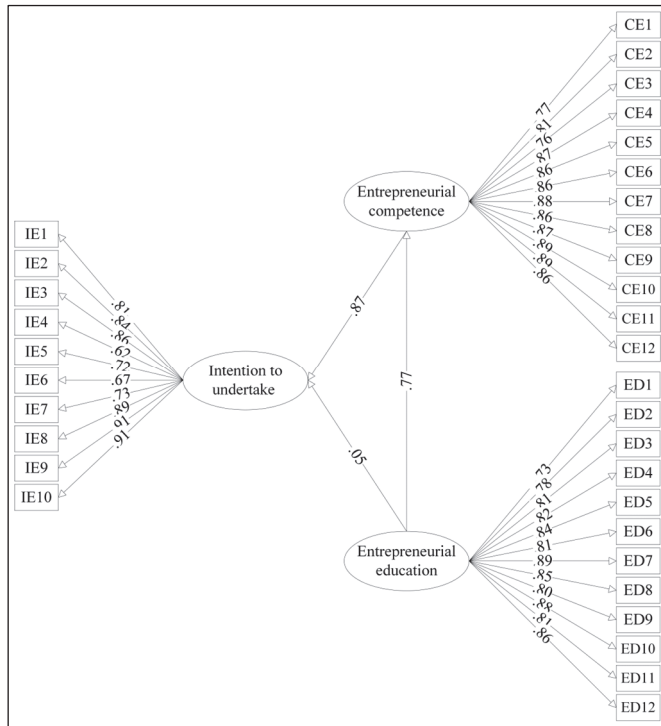 CE1
CE2
CE3
CE4
CE5
CE6
CE7
CE8
CE9
CE10
CE11
CE12
.77
.81
.76
.87
.86
.86
.88
.86
.87
.89
.89
.86
Entrepreneurial
competence
IE1
IE2
IE3
IE4
IE5
IE6
IE7
IE8
IE9
IE10
.81
.84
.86
.62
.72
.67
.73
.89
.91
.91
Intention to
undertake
.87
.77
.05
Entrepreneurial
education
.73
.78
.81
.82
.84
.81
.89
.85
.80
.88
.81
.86
ED1
ED2
ED3
ED4
ED5
ED6
ED7
ED8
ED9
ED10
ED11
ED12